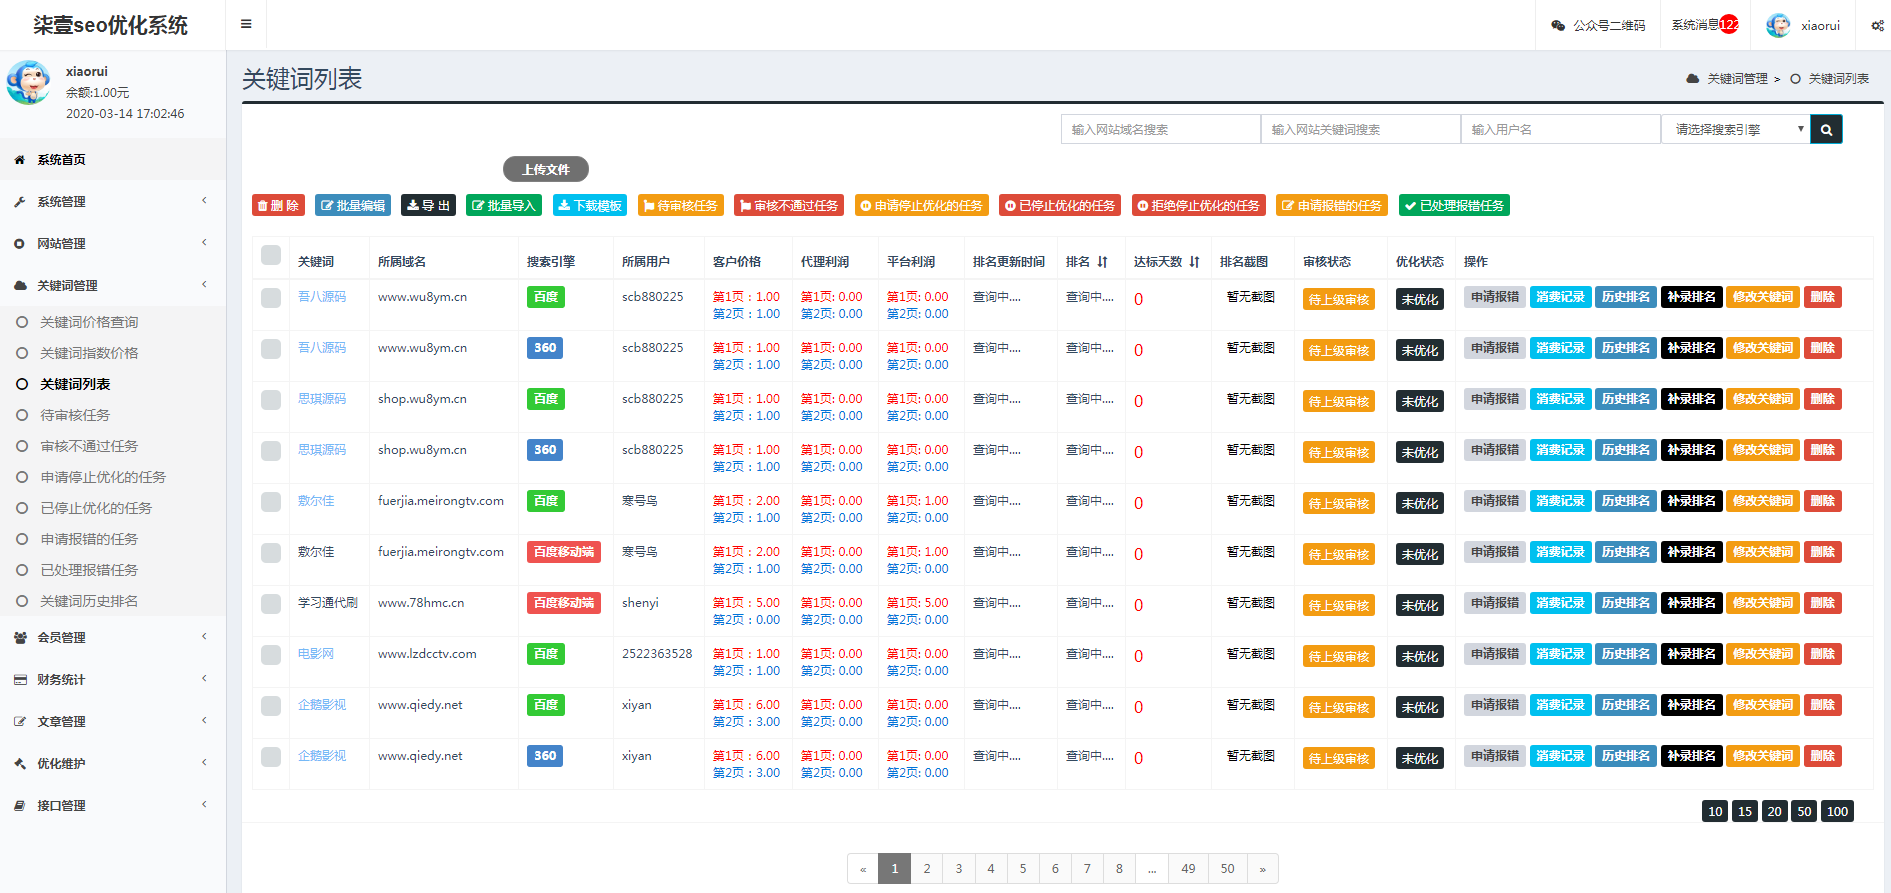 柒壹seo优化系统
公众号二维码
系统消息122
xiaorui
xiaorui
余额:1.00元
2020-03-14 17:02:46
系统首页
系统管理
网站管理
关键词管理
关键词价格查询
关键词指数价格
关键词列表
待审核任务
审核不通过任务
申请停止优化的任务
已停止优化的任务
申请报错的任务
已处理报错任务
关键词历史排名
会员管理
财务统计
文章管理
优化维护
接口管理
关键词列表
关键词管理 > 关键词列表
输入网站域名搜索 输入网站关键词搜索 输入用户名 请选择搜索引擎
上传文件
删 除 批量编辑 导 出 批量导入 下载模板 待审核任务 审核不通过任务 申请停止优化的任务 已停止优化的任务 拒绝停止优化的任务 申请报错的任务 已处理报错任务
关键词 所属域名 搜索引擎 所属用户 客户价格 代理利润 平台利润 排名更新时间 排名 达标天数 排名截图 审核状态 优化状态 操作
吾八源码 www.wu8ym.cn 百度 scb880225 第1页：1.00 第1页: 0.00 第1页: 0.00 查询中.... 查询中.... 0 暂无截图 待上级审核 未优化 申请报错 消费记录 历史排名 补录排名 修改关键词 删除
第2页：1.00 第2页: 0.00 第2页: 0.00
吾八源码 www.wu8ym.cn 360 scb880225 第1页：1.00 第1页: 0.00 第1页: 0.00 查询中.... 查询中.... 0 暂无截图 待上级审核 未优化 申请报错 消费记录 历史排名 补录排名 修改关键词 删除
第2页：1.00 第2页: 0.00 第2页: 0.00
思琪源码 shop.wu8ym.cn 百度 scb880225 第1页：1.00 第1页: 0.00 第1页: 0.00 查询中.... 查询中.... 0 暂无截图 待上级审核 未优化 申请报错 消费记录 历史排名 补录排名 修改关键词 删除
第2页：1.00 第2页: 0.00 第2页: 0.00
思琪源码 shop.wu8ym.cn 360 scb880225 第1页：1.00 第1页: 0.00 第1页: 0.00 查询中.... 查询中.... 0 暂无截图 待上级审核 未优化 申请报错 消费记录 历史排名 补录排名 修改关键词 删除
第2页：1.00 第2页: 0.00 第2页: 0.00
敷尔佳 fuerjia.meirongtv.com 百度 寒号鸟 第1页：2.00 第1页: 0.00 第1页: 1.00 查询中.... 查询中.... 0 暂无截图 待上级审核 未优化 申请报错 消费记录 历史排名 补录排名 修改关键词 删除
第2页：1.00 第2页: 0.00 第2页: 0.00
敷尔佳 fuerjia.meirongtv.com 百度移动端 寒号鸟 第1页：2.00 第1页: 0.00 第1页: 1.00 查询中.... 查询中.... 0 暂无截图 待上级审核 未优化 申请报错 消费记录 历史排名 补录排名 修改关键词 删除
第2页：1.00 第2页: 0.00 第2页: 0.00
学习通代刷 www.78hmc.cn 百度移动端 shenyi 第1页：5.00 第1页: 0.00 第1页: 5.00 查询中.... 查询中.... 0 暂无截图 待上级审核 未优化 申请报错 消费记录 历史排名 补录排名 修改关键词 删除
第2页：0.00 第2页: 0.00 第2页: 0.00
电影网 www.lzdcctv.com 百度 2522363528 第1页：1.00 第1页: 0.00 第1页: 0.00 查询中.... 查询中.... 0 暂无截图 待上级审核 未优化 申请报错 消费记录 历史排名 补录排名 修改关键词 删除
第2页：1.00 第2页: 0.00 第2页: 0.00
企鹅影视 www.qiedy.net 百度 xiyan 第1页：6.00 第1页: 0.00 第1页: 0.00 查询中.... 查询中.... 0 暂无截图 待上级审核 未优化 申请报错 消费记录 历史排名 补录排名 修改关键词 删除
第2页：3.00 第2页: 0.00 第2页: 0.00
企鹅影视 www.qiedy.net 360 xiyan 第1页：6.00 第1页: 0.00 第1页: 0.00 查询中.... 查询中.... 0 暂无截图 待上级审核 未优化 申请报错 消费记录 历史排名 补录排名 修改关键词 删除
第2页：3.00 第2页: 0.00 第2页: 0.00
10 15 20 50 100
« 1 2 3 4 5 6 7 8 ... 49 50 »